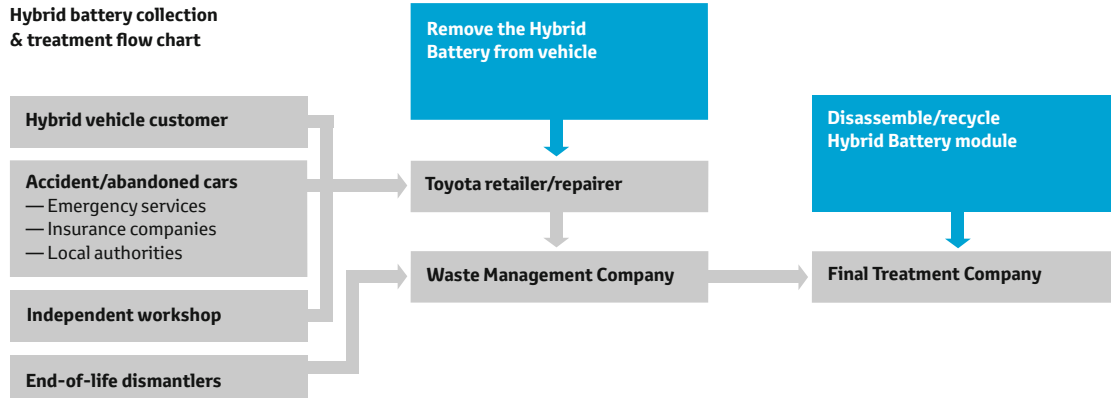 Hybrid battery collection
& treatment flow chart
Remove the Hybrid
Battery from vehicle
Hybrid vehicle customer
Disassemble/recycle
Hybrid Battery module
Accident/abandoned cars
— Emergency services
— Insurance companies
— Local authorities
Toyota retailer/repairer
Waste Management Company
Final Treatment Company
Independent workshop
End-of-life dismantlers